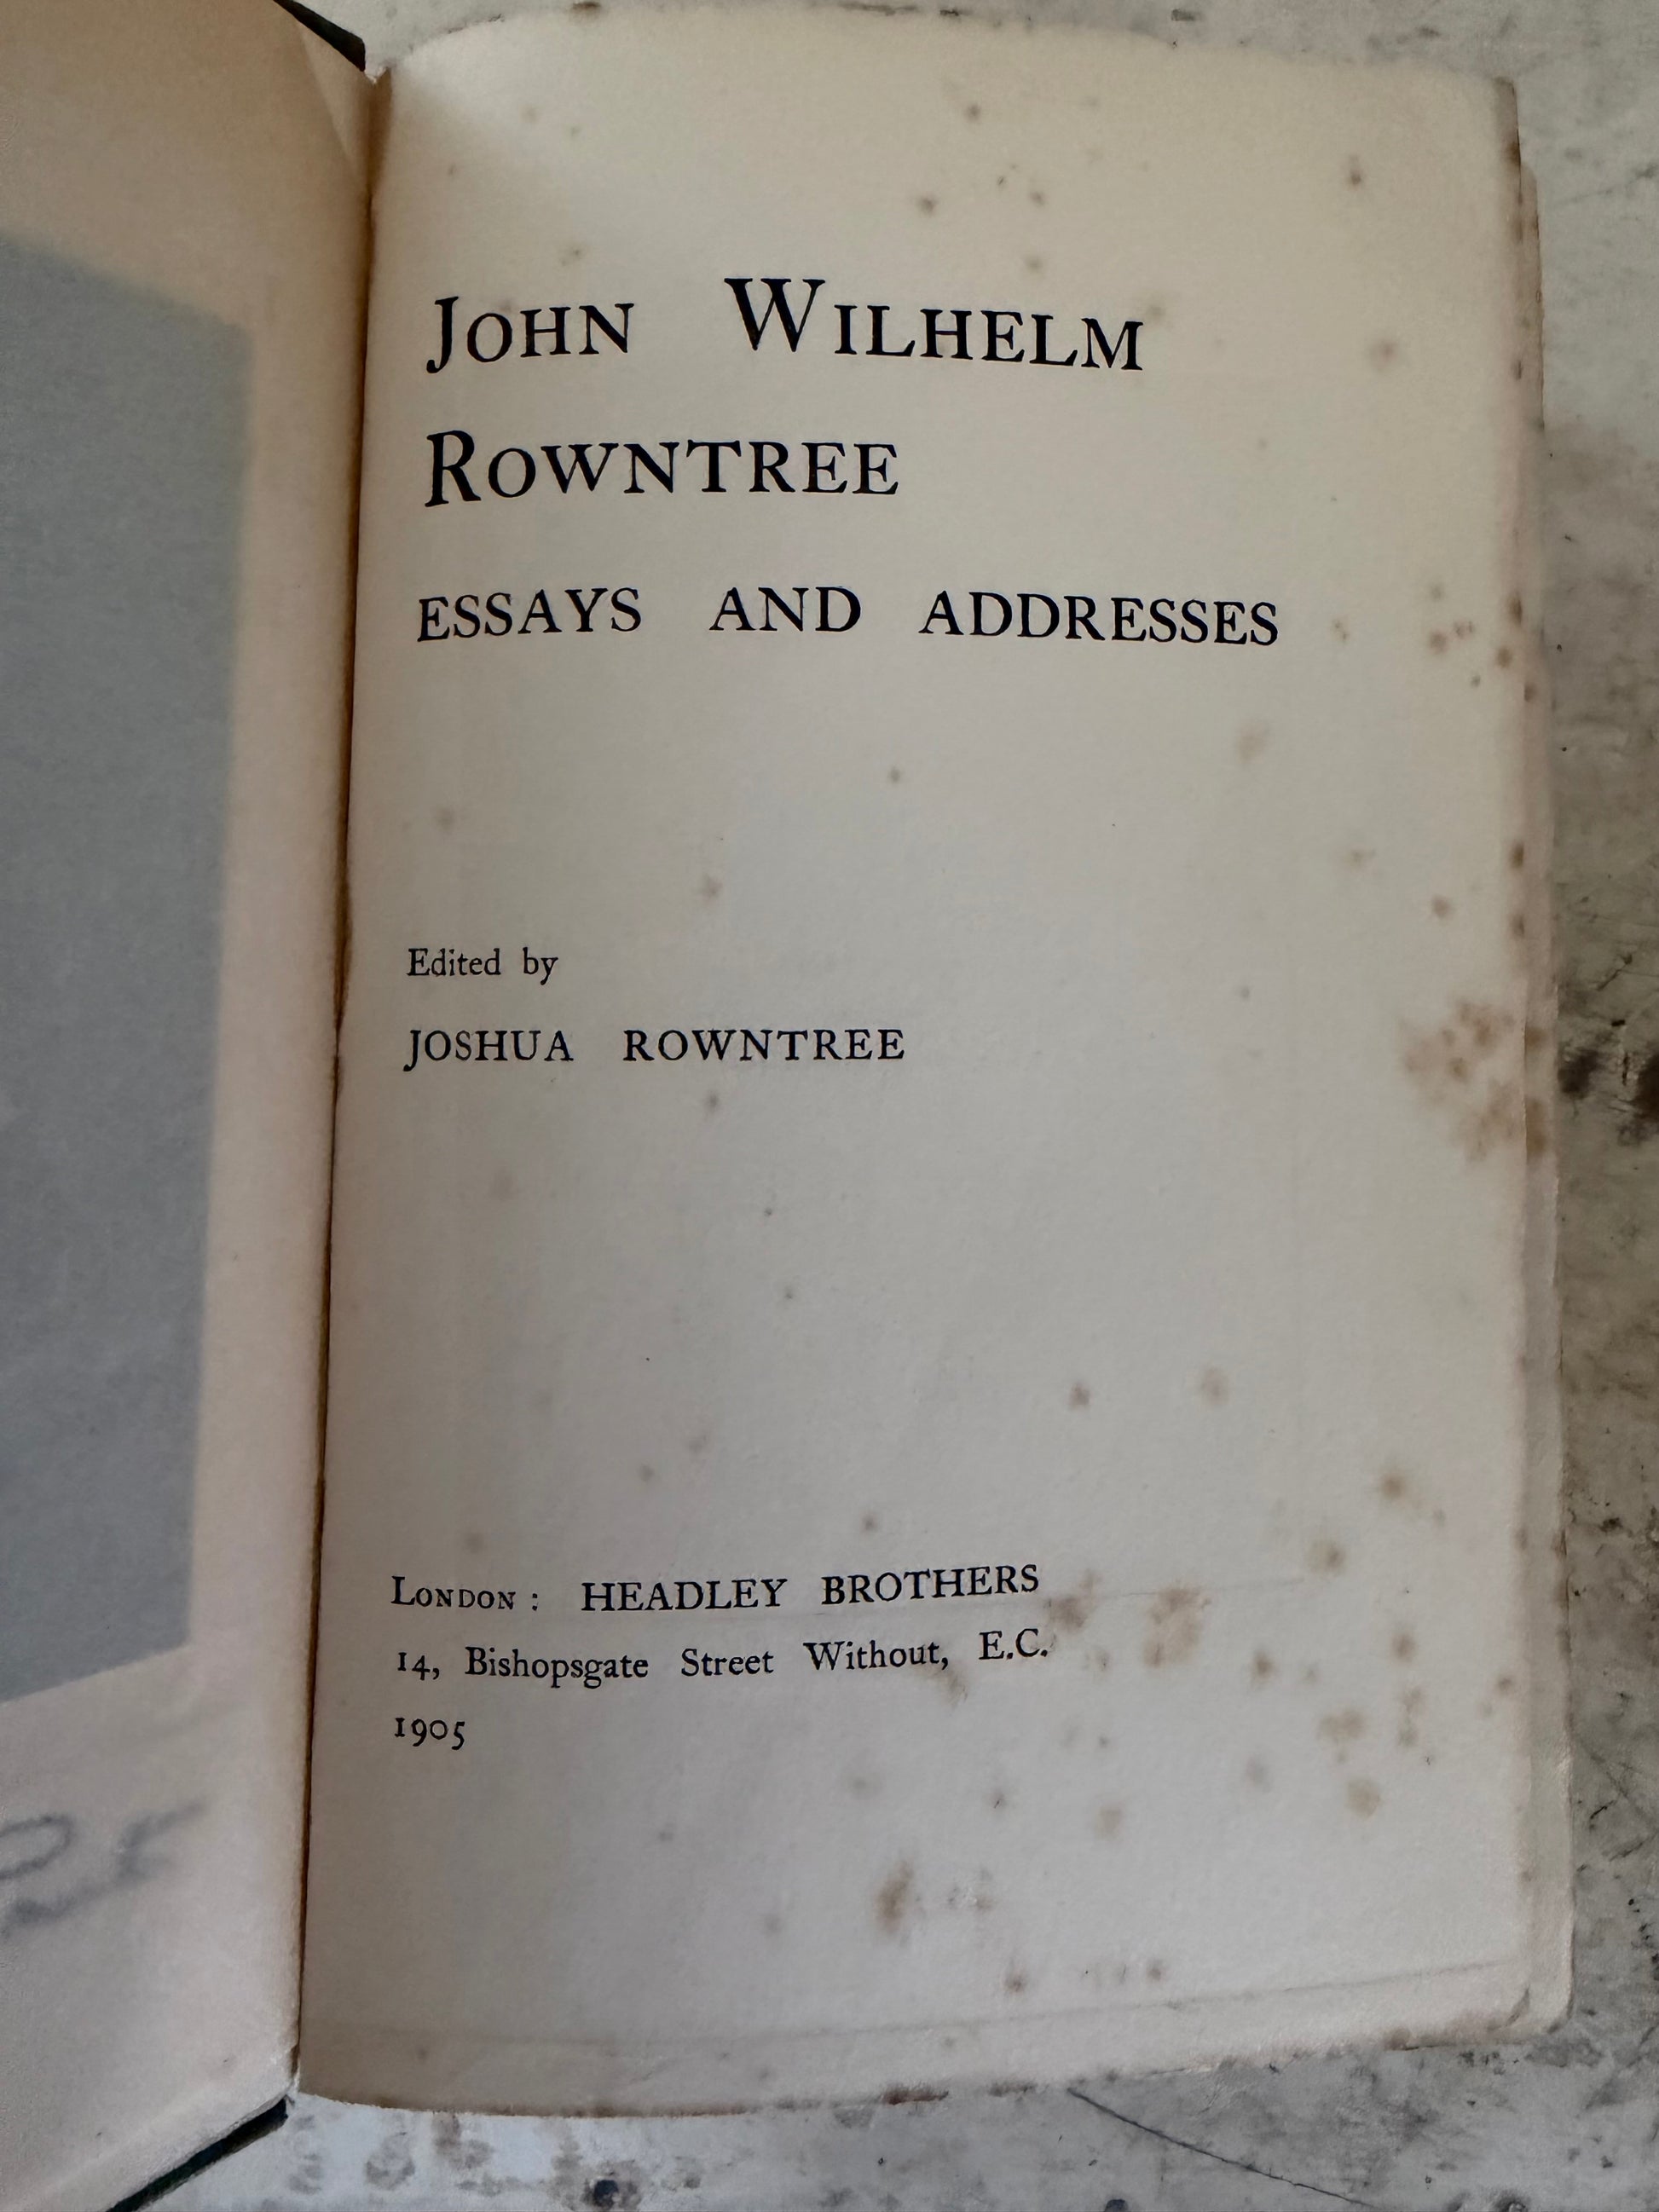 JOHN WILHELM
ROWNTREE
ESSAYS AND ADDRESSES
Edited by
JOSHUA ROWNTREE
LONDON: HEADLEY BROTHERS
14, Bishopsgate Street Without, E.C.
1905